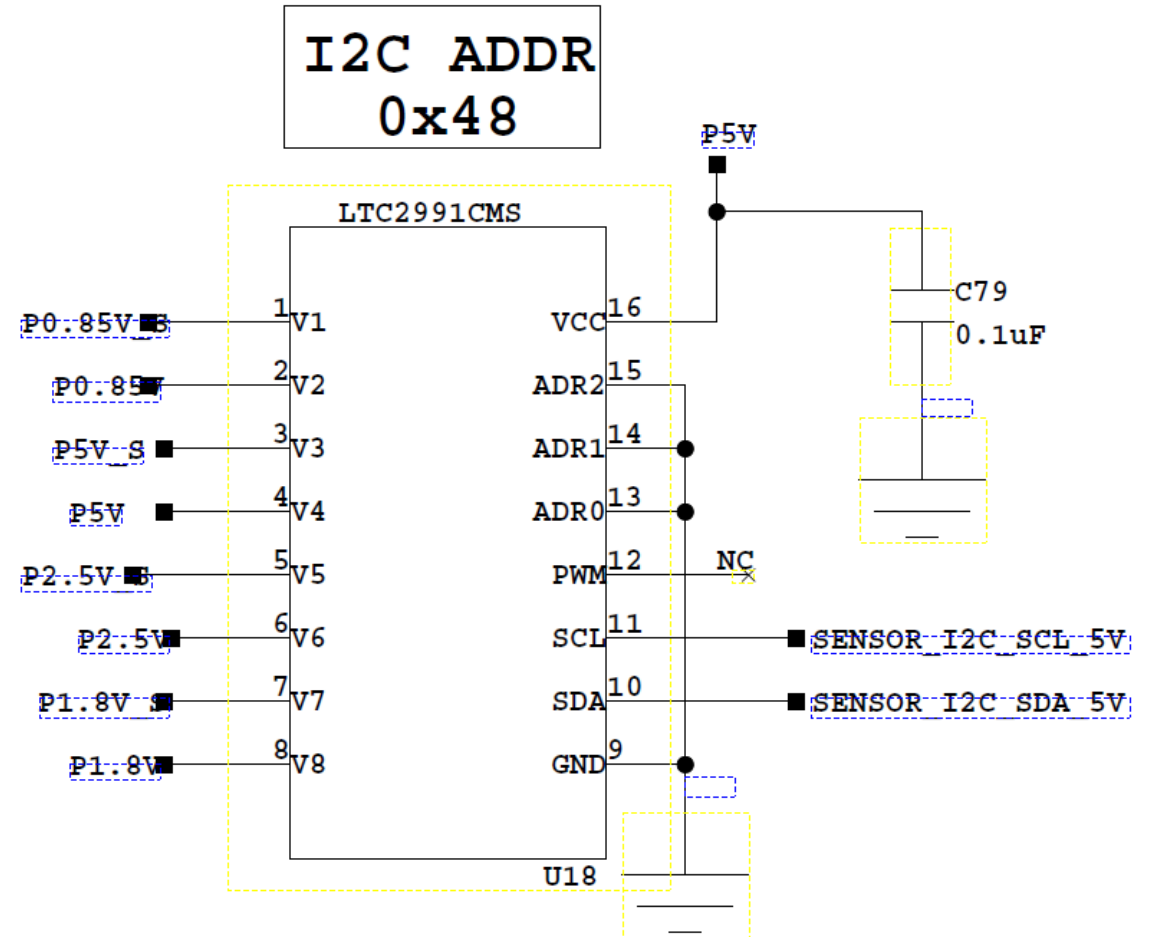 I2C ADDR
0x48
P5V
LTC2991CMS
C79
0.1uF
P0.85V_S 1 V1 VCC 16
P0.85V 2 V2 ADR2 15
P5V_S 3 V3 ADR1 14
P5V 4 V4 ADR0 13
P2.5V_S 5 V5 PWM 12 NC
P2.5V 6 V6 SCL 11 SENSOR_I2C_SCL_5V
P1.8V_S 7 V7 SDA 10 SENSOR_I2C_SDA_5V
P1.8V 8 V8 GND 9
U18